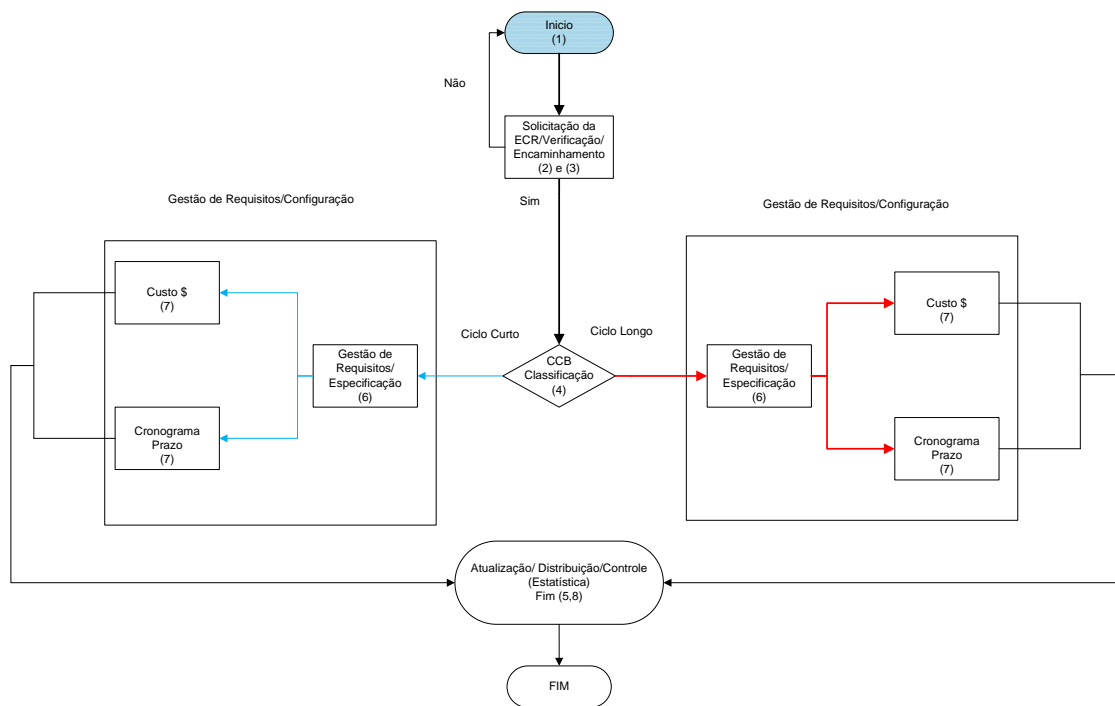 Inicio
(1)
Não
Solicitação da
ECR/Verificação/
Encaminhamento
(2) e (3)
Sim
Gestão de Requisitos/Configuração
Gestão de Requisitos/Configuração
Custo $
(7)
Cronograma
Prazo
(7)
Gestão de
Requisitos/
Especificação
(6)
Ciclo Curto
CCB
Classificação
(4)
Ciclo Longo
Gestão de
Requisitos/
Especificação
(6)
Custo $
(7)
Cronograma
Prazo
(7)
Atualização/ Distribuição/Controle
(Estatística)
Fim (5,8)
FIM